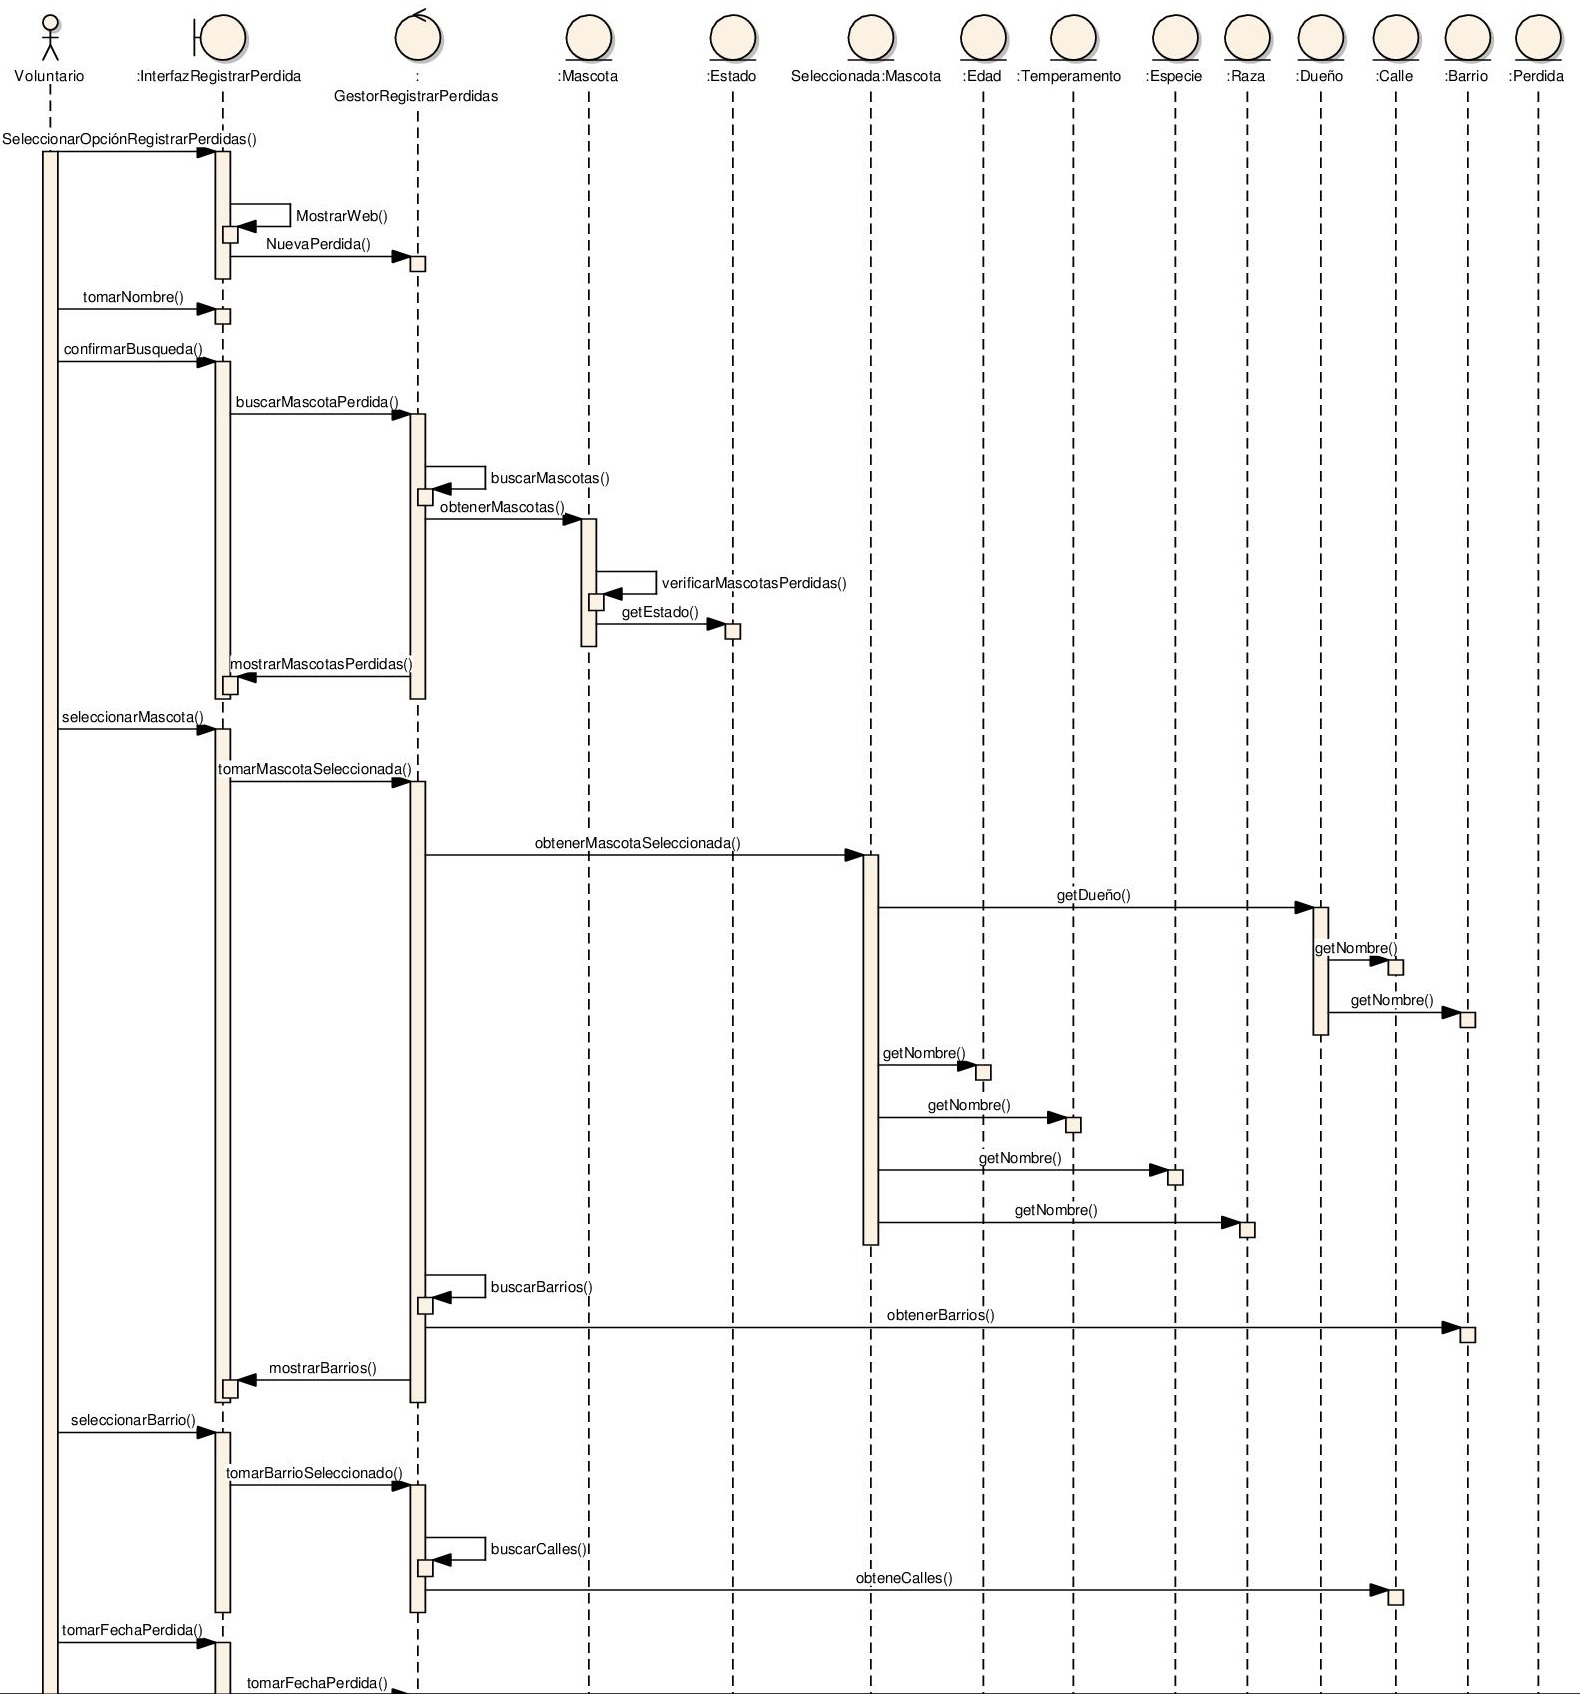 Voluntario :InterfazRegistrarPerdida : :Mascota :Estado Seleccionada:Mascota :Edad :Temperamento :Especie :Raza :Dueño :Calle :Barrio :Perdida
GestorRegistrarPerdidas
SeleccionarOpciónRegistrarPerdidas()
MostrarWeb()
NuevaPerdida()
tomarNombre()
confirmarBusqueda()
buscarMascotaPerdida()
buscarMascotas()
obtenerMascotas()
verificarMascotasPerdidas()
getEstado()
mostrarMascotasPerdidas()
seleccionarMascota()
tomarMascotaSeleccionada()
obtenerMascotaSeleccionada()
getDueño()
getNombre()
getNombre()
getNombre()
getNombre()
getNombre()
getNombre()
buscarBarrios()
obtenerBarrios()
mostrarBarrios()
seleccionarBarrio()
tomarBarrioSeleccionado()
buscarCalles()
obteneCalles()
tomarFechaPerdida()
tomarFechaPerdida()